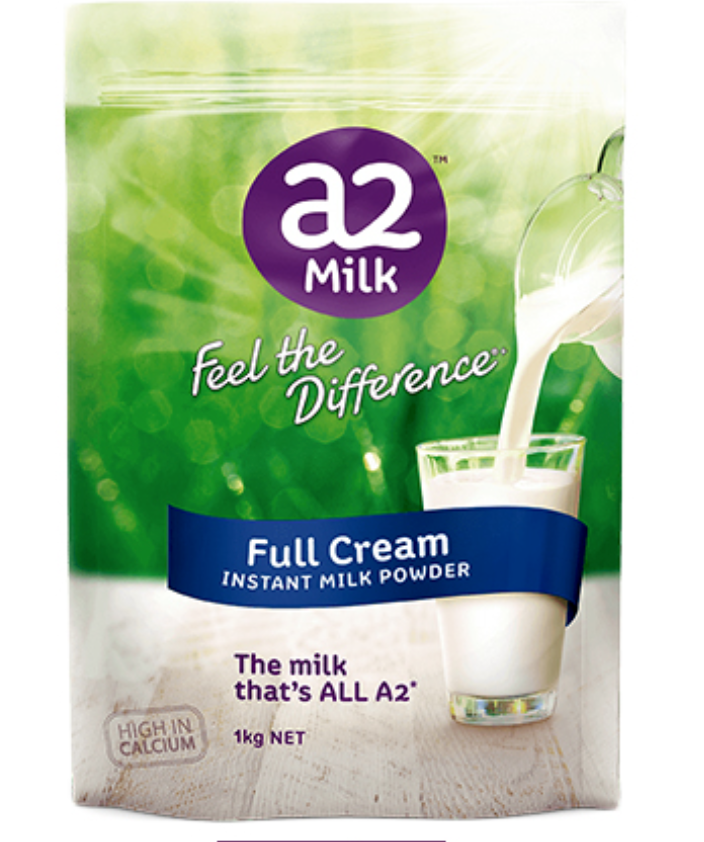 a2™
Milk
Feel the
Difference**
Full Cream
INSTANT MILK POWDER
The milk
that's ALL A2*
HIGH IN
CALCIUM
1kg NET